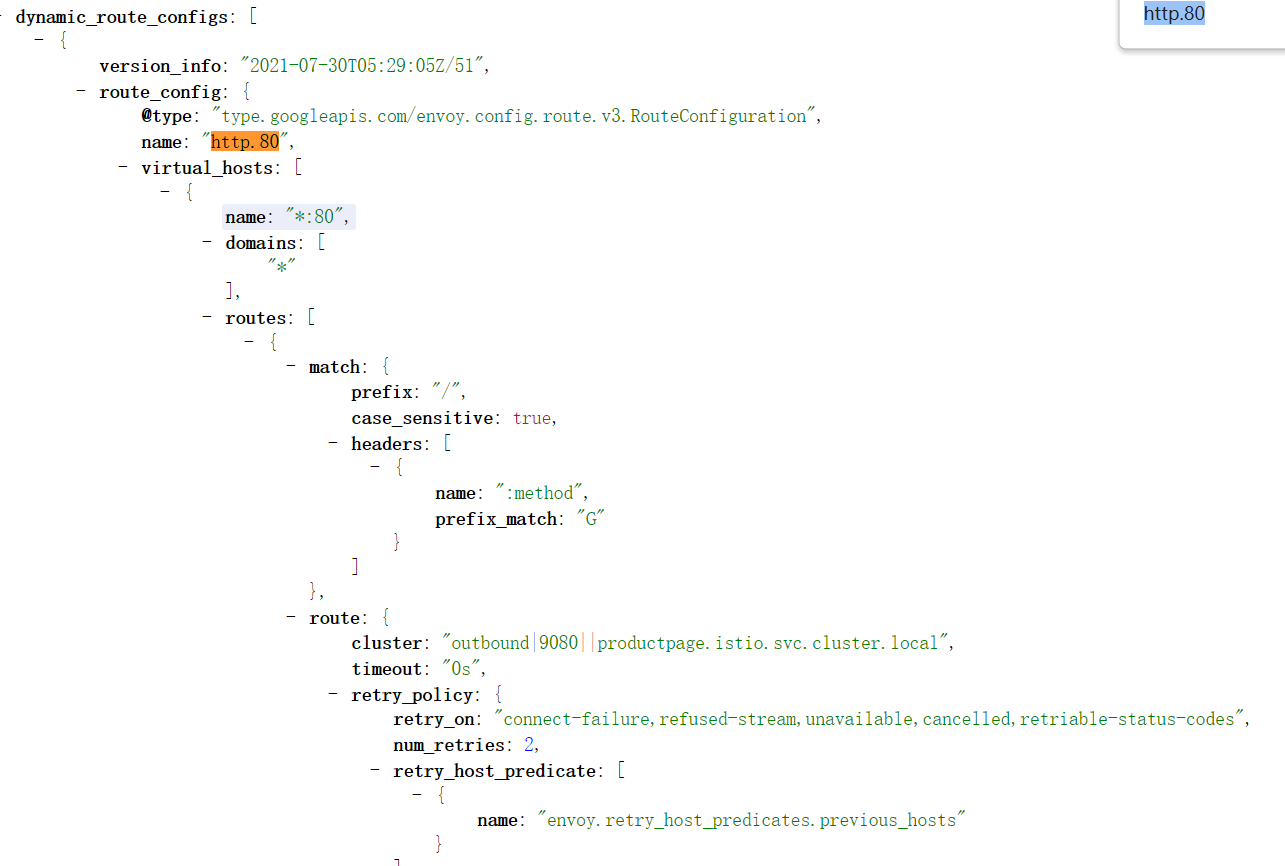 http.80
- dynamic_route_configs: [
- {
version_info: "2021-07-30T05:29:05Z/51",
- route_config: {
@type: "type.googleapis.com/envoy.config.route.v3.RouteConfiguration",
name: "http.80",
- virtual_hosts: [
- {
name: "*:80",
- domains: [
"*"
],
- routes: [
- {
- match: {
prefix: "/",
case_sensitive: true,
- headers: [
- {
name: ":method",
prefix_match: "G"
}
]
},
- route: {
cluster: "outbound|9080||productpage.istio.svc.cluster.local",
timeout: "0s",
- retry_policy: {
retry_on: "connect-failure,refused-stream,unavailable,cancelled,retriable-status-codes",
num_retries: 2,
- retry_host_predicate: [
- {
name: "envoy.retry_host_predicates.previous_hosts"
}
]